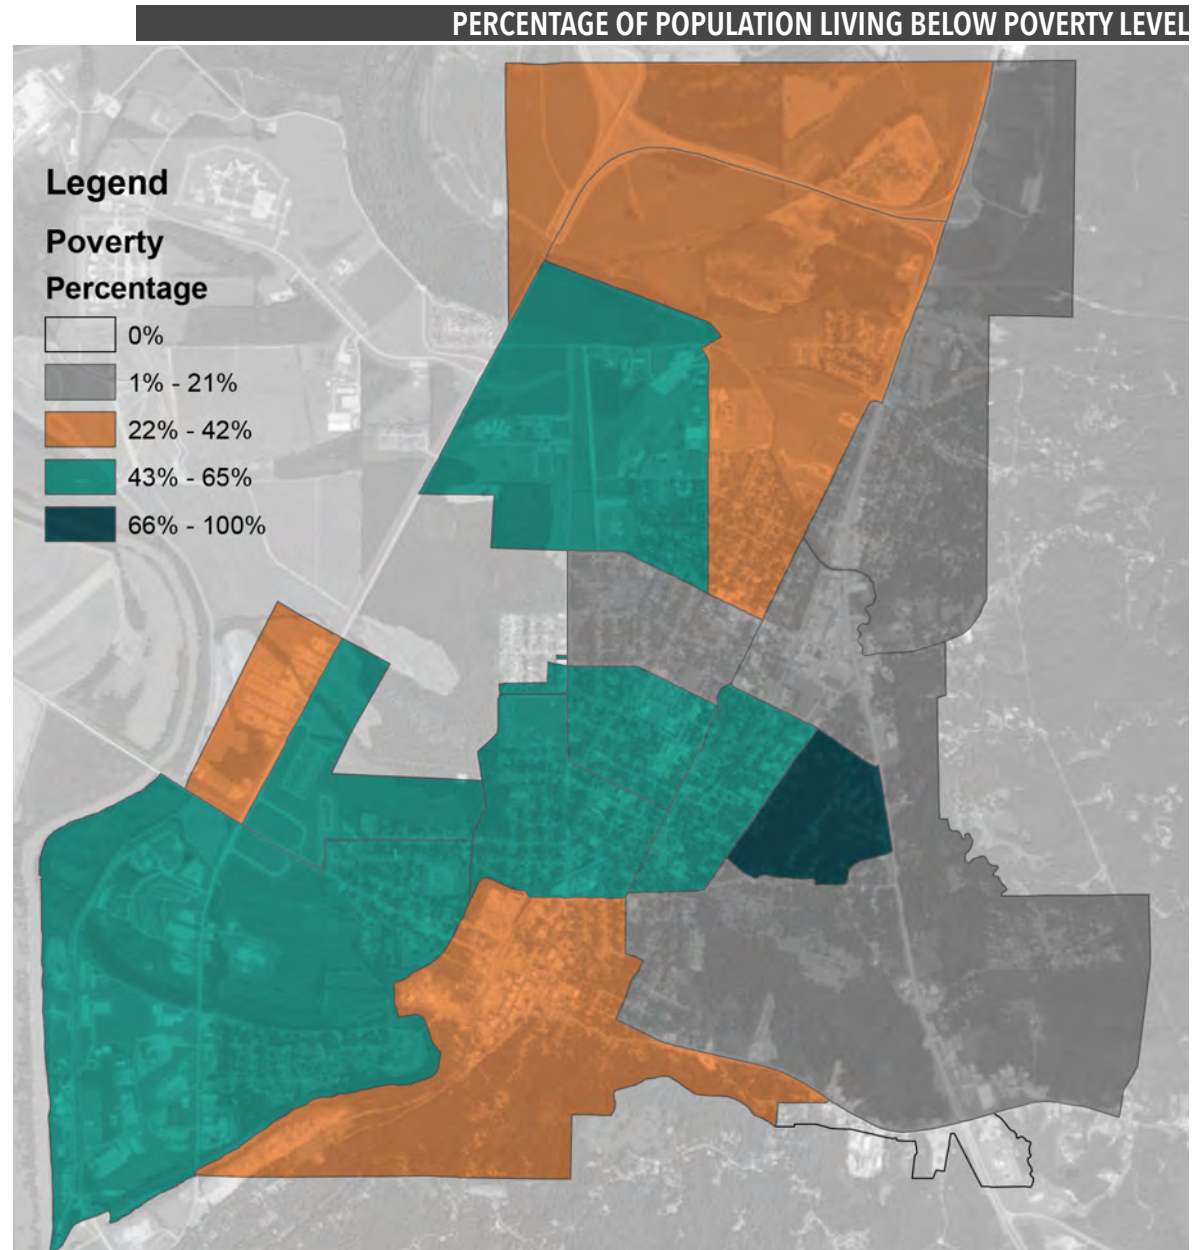 PERCENTAGE OF POPULATION LIVING BELOW POVERTY LEVEL
Legend
Poverty
Percentage
0%
1% - 21%
22% - 42%
43% - 65%
66% - 100%